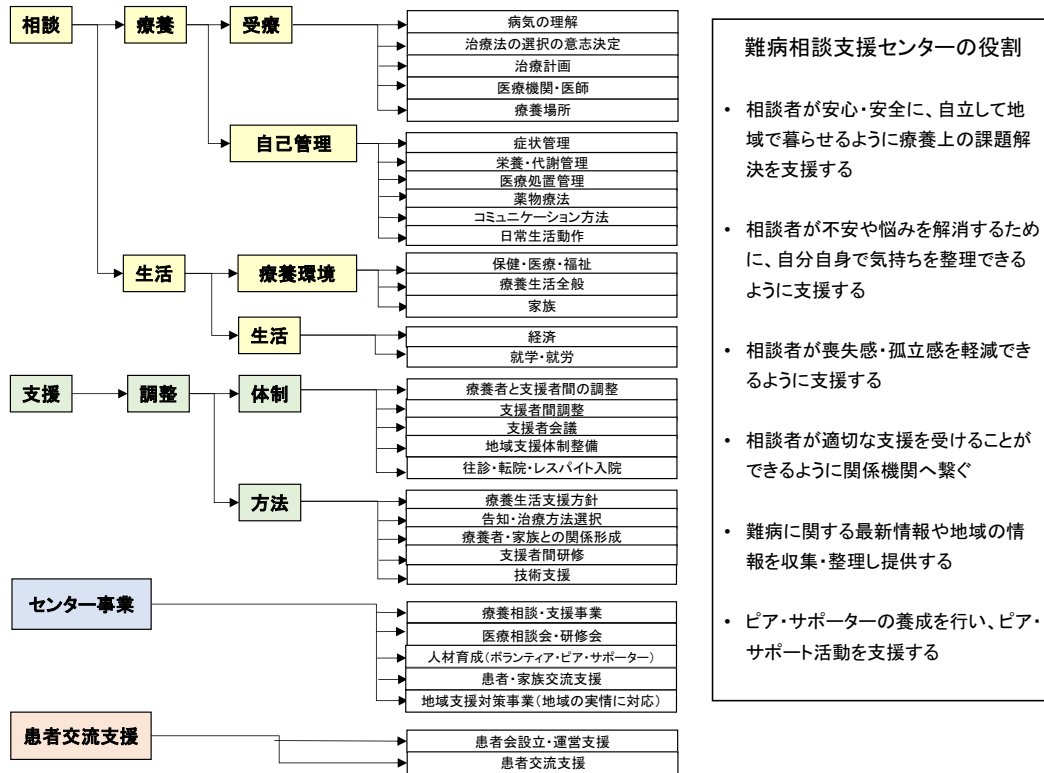 相談
療養
受療
病気の理解
治療法の選択の意志決定
治療計画
医療機関・医師
療養場所
自己管理
症状管理
栄養・代謝管理
医療処置管理
薬物療法
コミュニケーション方法
日常生活動作
生活
療養環境
保健・医療・福祉
療養生活全般
家族
生活
経済
就学・就労
支援
調整
体制
療養者と支援者間の調整
支援者間調整
支援者会議
地域支援体制整備
往診・転院・レスパイト入院
方法
療養生活支援方針
告知・治療方法選択
療養者・家族との関係形成
支援者間研修
技術支援
センター事業
療養相談・支援事業
医療相談会・研修会
人材育成(ボランティア・ピア・サポーター)
患者・家族交流支援
地域支援対策事業(地域の実情に対応)
患者交流支援
患者会設立・運営支援
患者交流支援
難病相談支援センターの役割
• 相談者が安心・安全に、自立して地
域で暮らせるように療養上の課題解
決を支援する
• 相談者が不安や悩みを解消するため
に、自分自身で気持ちを整理できる
ように支援する
• 相談者が喪失感・孤立感を軽減でき
るように支援する
• 相談者が適切な支援を受けることが
できるように関係機関へ繋ぐ
• 難病に関する最新情報や地域の情
報を収集・整理し提供する
• ピア・サポーターの養成を行い、ピア・
サポート活動を支援する